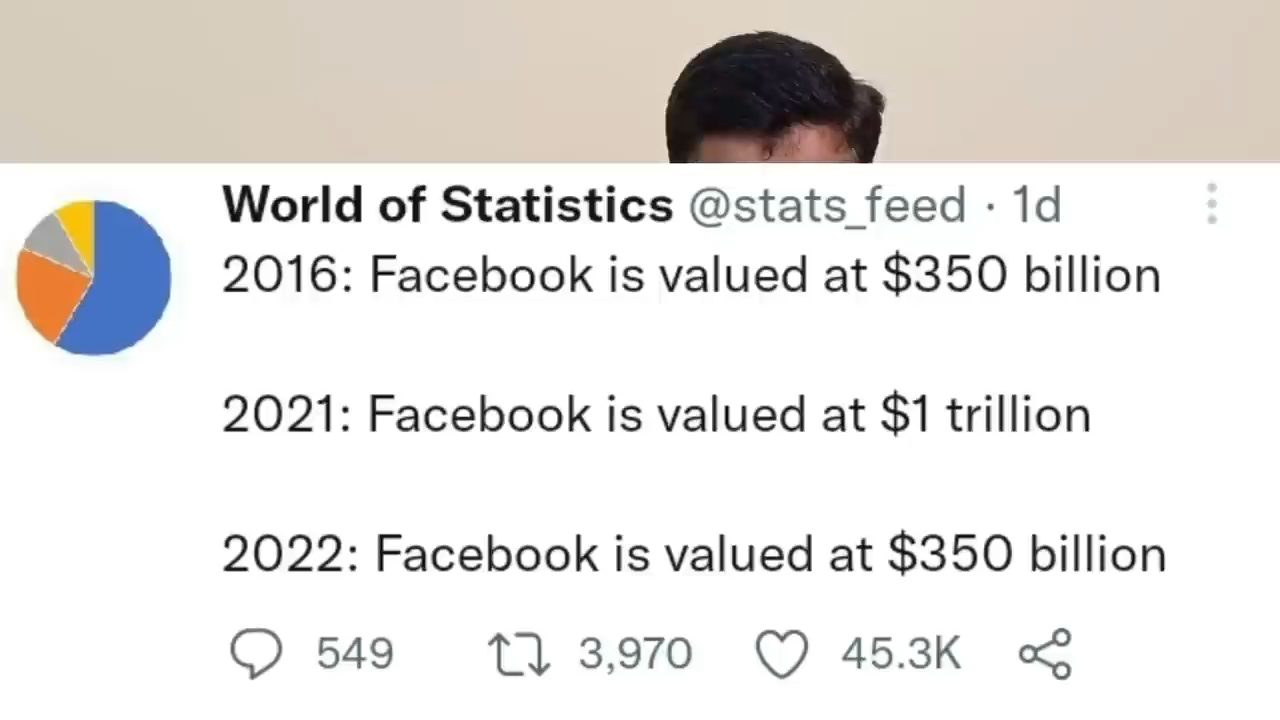 World of Statistics @stats_feed · 1d
2016: Facebook is valued at $350 billion
2021: Facebook is valued at $1 trillion
2022: Facebook is valued at $350 billion
549 3,970 45.3K